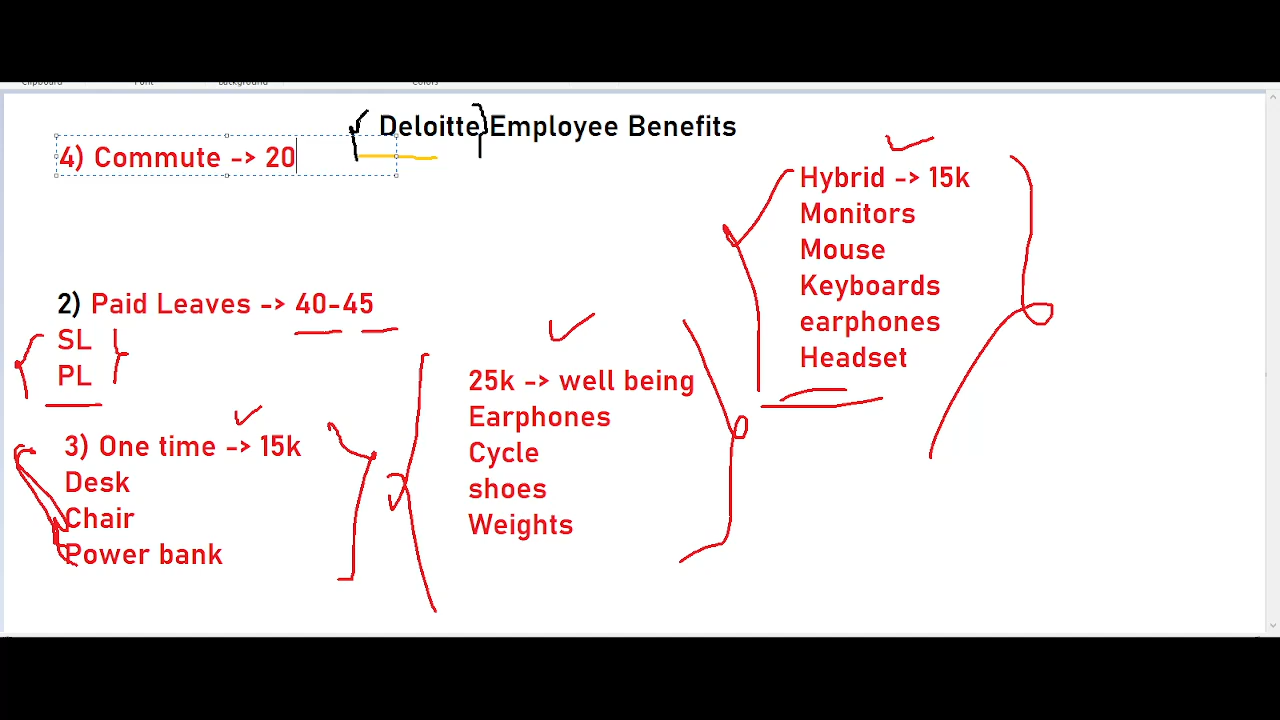 Deloitte Employee Benefits
4) Commute -> 20
Hybrid -> 15k
Monitors
Mouse
Keyboards
earphones
Headset
2) Paid Leaves -> 40-45
SL
PL
25k -> well being
Earphones
Cycle
shoes
Weights
3) One time -> 15k
Desk
Chair
Power bank